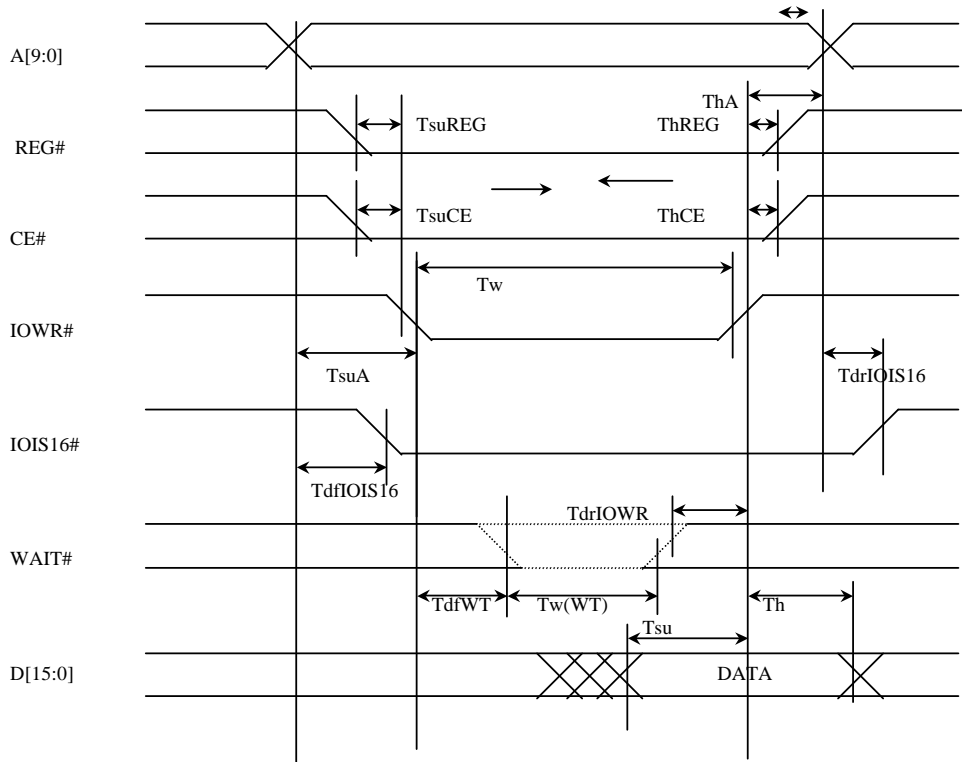 A[9:0]
ThA
TsuREG
ThREG
REG#
TsuCE
ThCE
CE#
Tw
IOWR#
TsuA
TdrIOIS16
IOIS16#
TdfIOIS16
TdrIOWR
WAIT#
TdfWT
Tw(WT)
Th
Tsu
D[15:0]
DATA